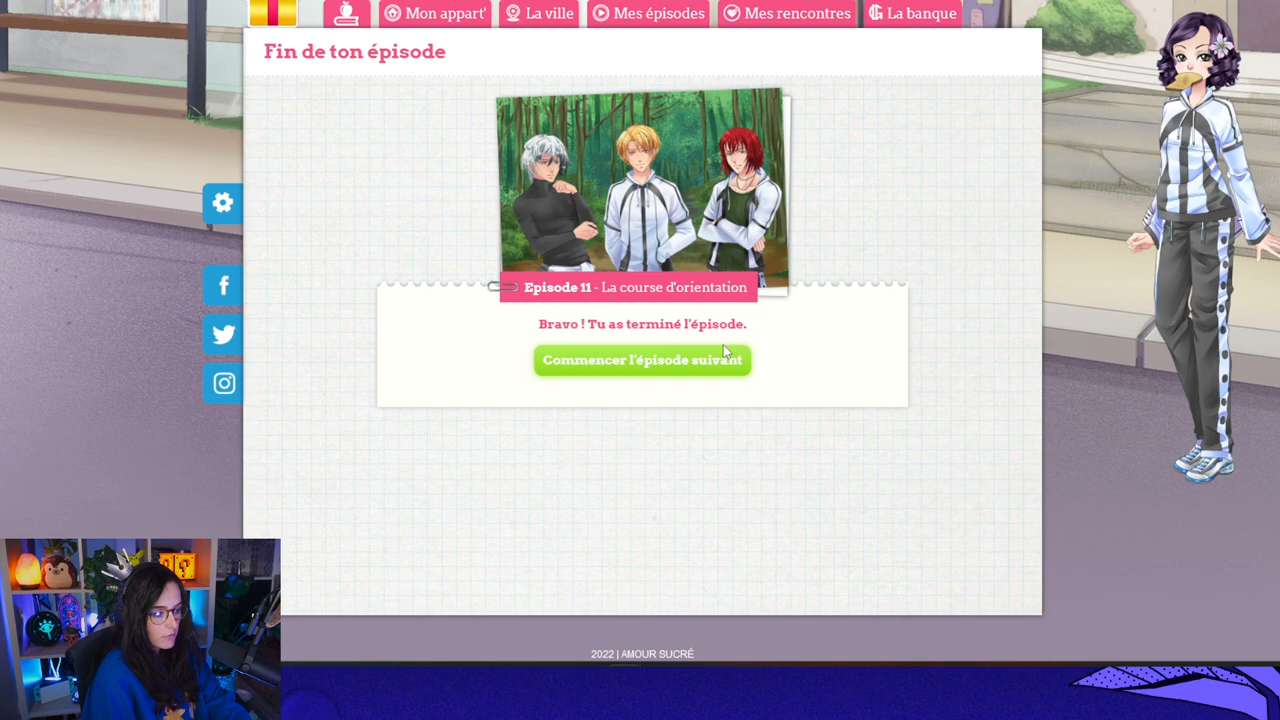 Mon appart'
La ville
Mes épisodes
Mes rencontres
La banque
Fin de ton épisode
Episode 11 - La course d'orientation
Bravo ! Tu as terminé l'épisode.
Commencer l'épisode suivant
2022 | AMOUR SUCRÉ